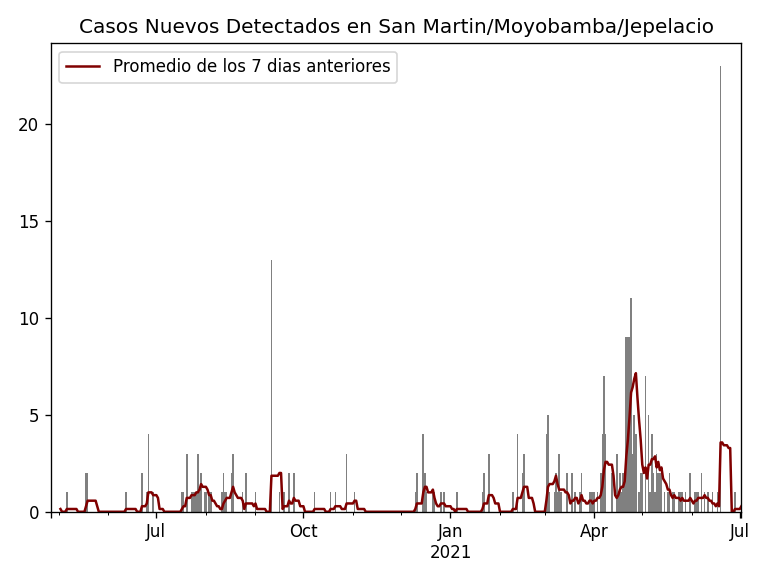 Casos Nuevos Detectados en San Martin/Moyobamba/Jepelacio
Promedio de los 7 dias anteriores
20
15
10
5
0
Jul Oct Jan Apr Jul
2021